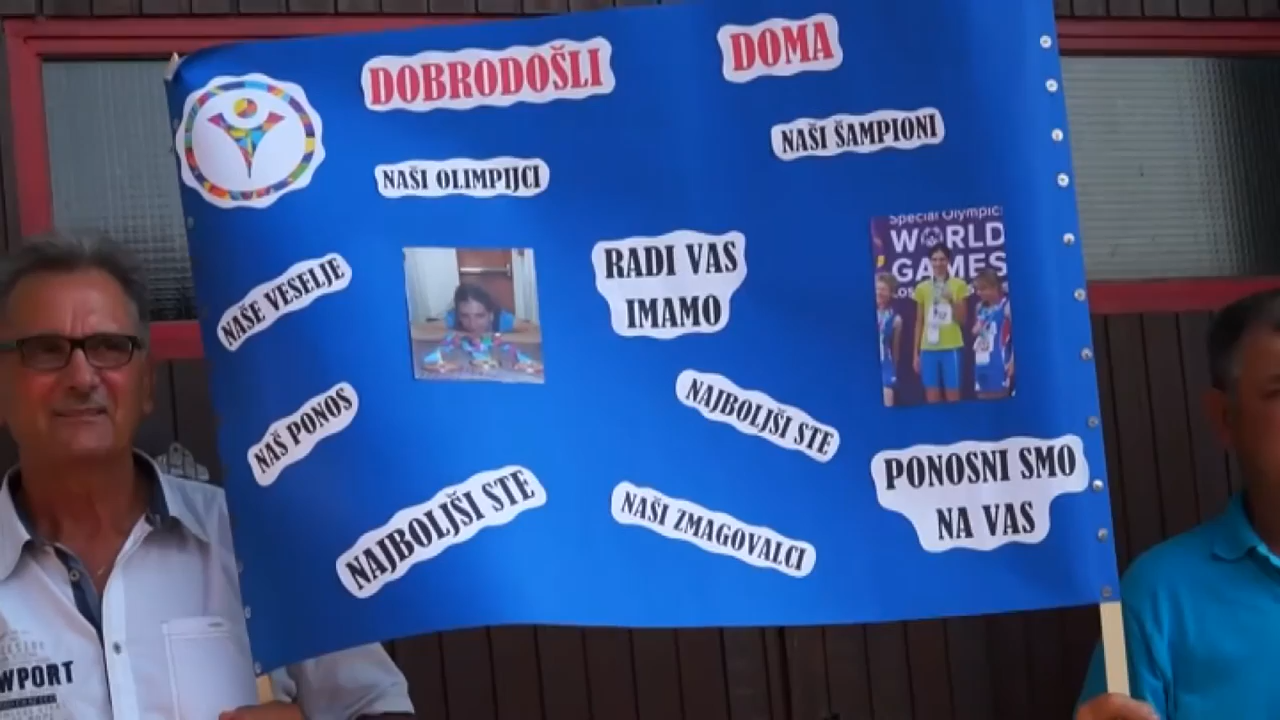 DOBRODOŠLI
DOMA
NAŠI OLIMPIJCI
NAŠI ŠAMPIONI
NAŠE VESELJE
RADI VAS
IMAMO
Special Olympic
WORLD
GAMES
NAŠ PONOS
NAJBOLJŠI STE
NAJBOLJŠI STE
NAŠI ZMAGOVALCI
PONOSNI SMO
NA VAS
WPORT